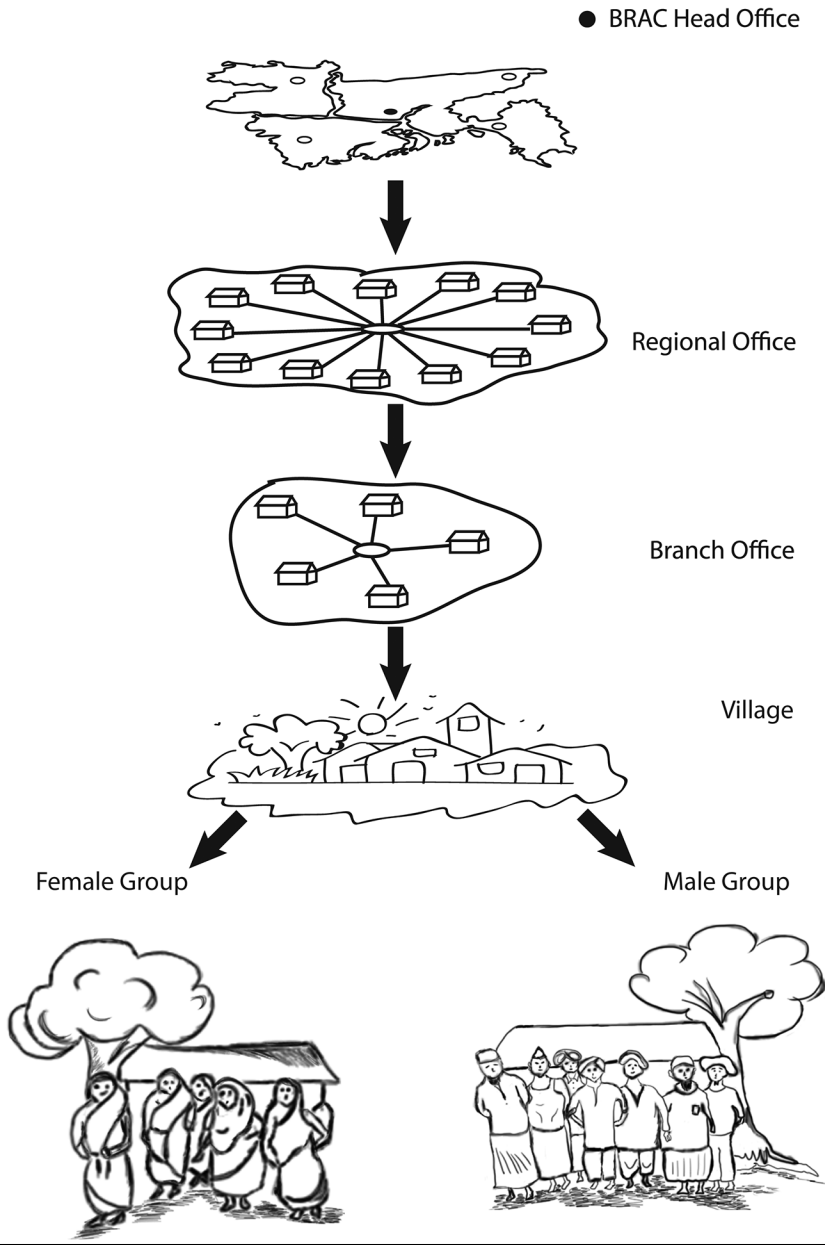 BRAC Head Office
Regional Office
Branch Office
Village
Female Group
Male Group